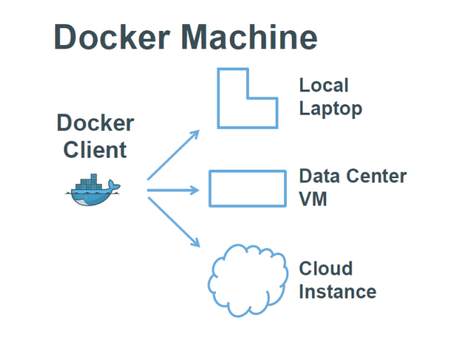 Docker Machine
Docker
Client
Local
Laptop
Data Center
VM
Cloud
Instance